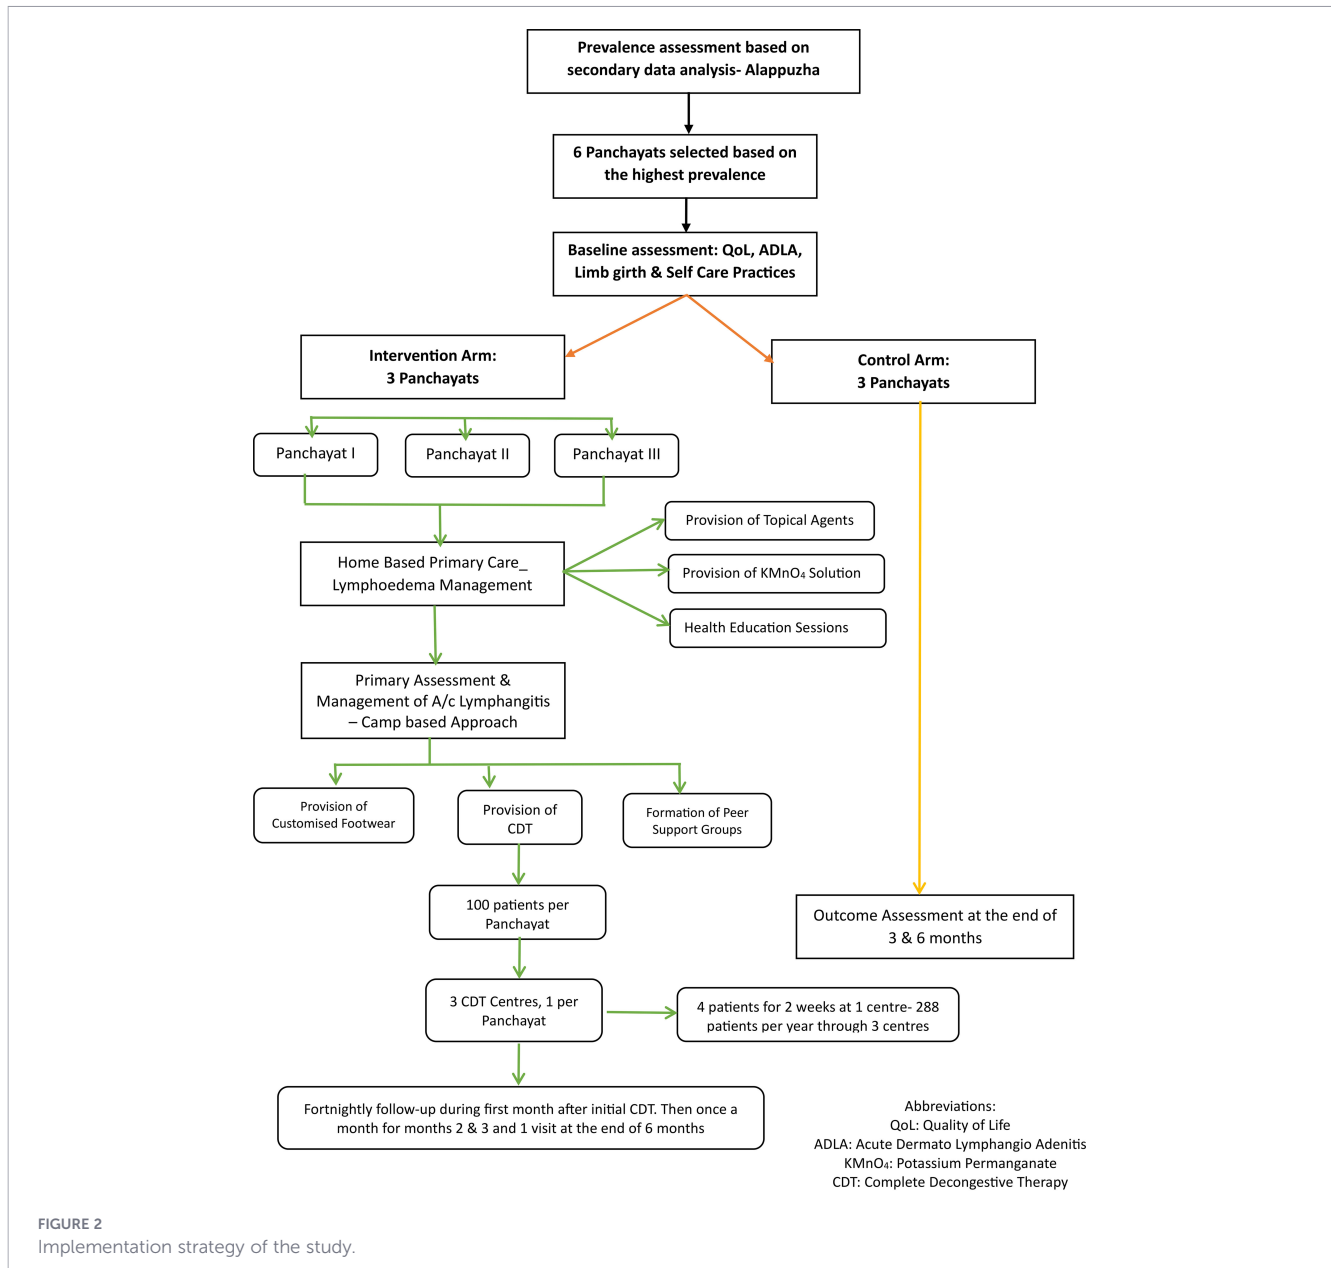 Prevalence assessment based on
secondary data analysis- Alappuzha
6 Panchayats selected based on
the highest prevalence
Baseline assessment: QoL, ADLA,
Limb girth & Self Care Practices
Intervention Arm:
3 Panchayats
Control Arm:
3 Panchayats
Panchayat I
Panchayat II
Panchayat III
Provision of Topical Agents
Home Based Primary Care_
Lymphoedema Management
Provision of KMnO₄ Solution
Health Education Sessions
Primary Assessment &
Management of A/c Lymphangitis
– Camp based Approach
Provision of
Customised Footwear
Provision of
CDT
Formation of Peer
Support Groups
100 patients per
Panchayat
Outcome Assessment at the end of
3 & 6 months
3 CDT Centres, 1 per
Panchayat
4 patients for 2 weeks at 1 centre- 288
patients per year through 3 centres
Fortnightly follow-up during first month after initial CDT. Then once a
month for months 2 & 3 and 1 visit at the end of 6 months
Abbreviations:
QoL: Quality of Life
ADLA: Acute Dermato Lymphangio Adenitis
KMnO₄: Potassium Permanganate
CDT: Complete Decongestive Therapy
FIGURE 2
Implementation strategy of the study.